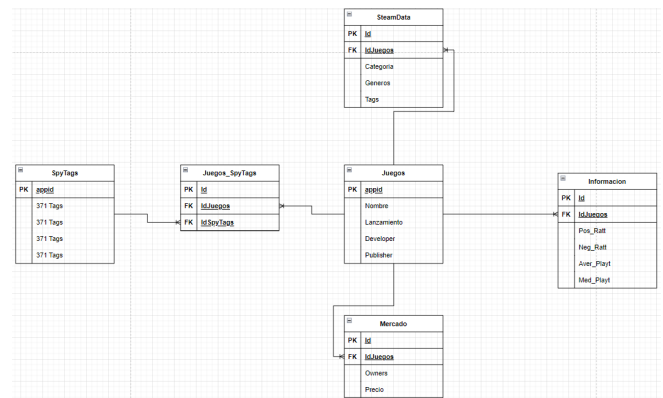 SteamData
PK Id
FK IdJuegos
Categoria
Generos
Tags
SpyTags
PK appid
371 Tags
371 Tags
371 Tags
371 Tags
Juegos_SpyTags
PK Id
FK IdJuegos
FK IdSpyTags
Juegos
PK appid
Nombre
Lanzamiento
Developer
Publisher
Informacion
PK Id
FK IdJuegos
Pos_Ratt
Neg_Ratt
Aver_Playt
Med_Playt
Mercado
PK Id
FK IdJuegos
Owners
Precio